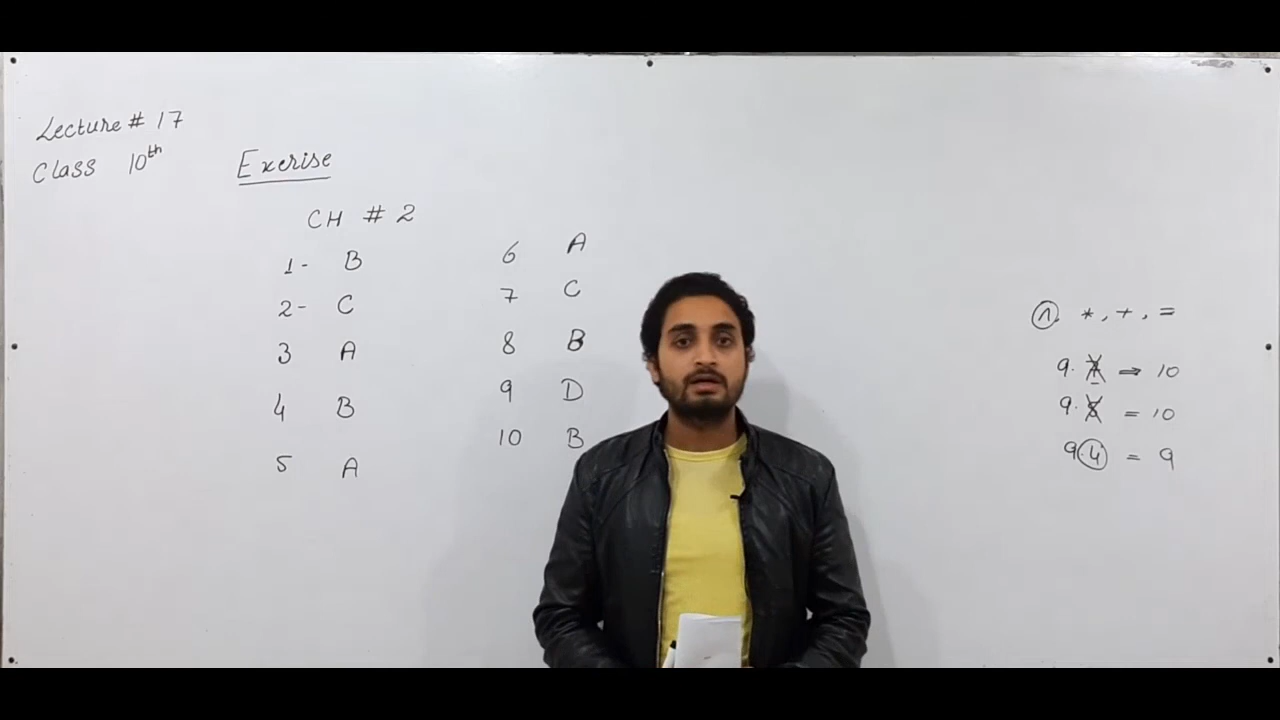 Lecture # 17
Class 10th
Exerise
CH # 2
1- B
2- C
3 A
4 B
5 A
6 A
7 C
8 B
9 D
10 B
1 *, +, =
9. ⇒ 10
9. = 10
9.4 = 9